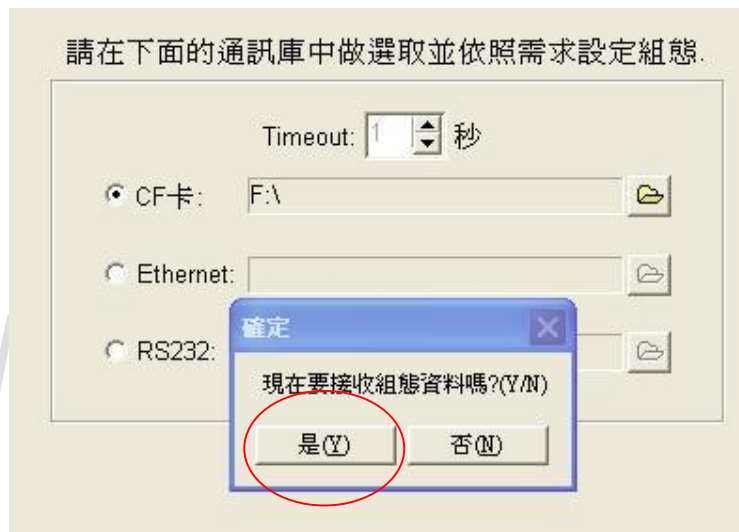 請在下面的通訊庫中做選取並依照需求設定組態.
Timeout: 1 秒
CF卡: F:\
Ethernet:
確定
RS232:
現在要接收組態資料嗎?(Y/N)
是(Y) 否(N)